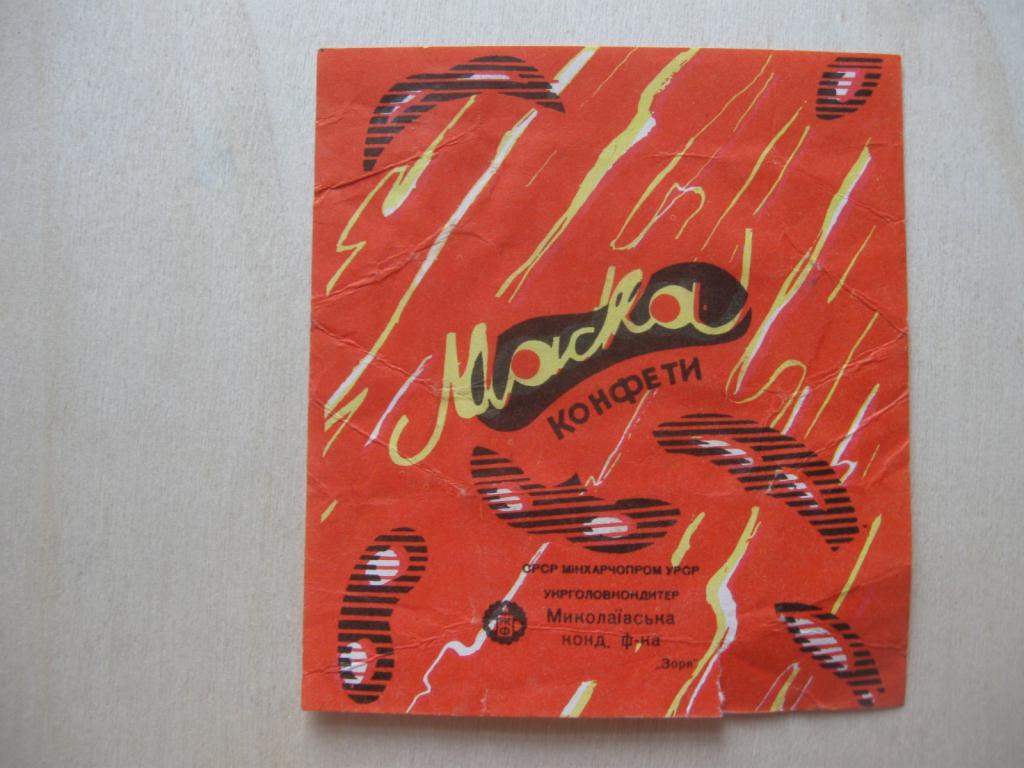 Маска
КОНФЕТИ
СРСР МІНХАРЧОПРОМ УРСР
УКРГОЛОВКОНДИТЕР
Миколаївська
конд. ф-ка
„Зоря"